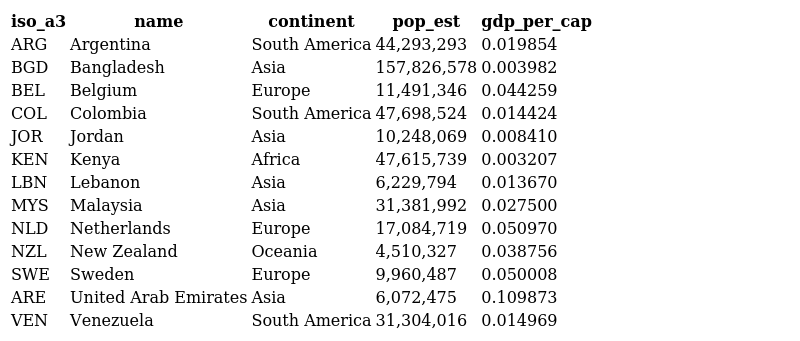 iso_a3 name continent pop_est gdp_per_cap
ARG Argentina South America 44,293,293 0.019854
BGD Bangladesh Asia 157,826,578 0.003982
BEL Belgium Europe 11,491,346 0.044259
COL Colombia South America 47,698,524 0.014424
JOR Jordan Asia 10,248,069 0.008410
KEN Kenya Africa 47,615,739 0.003207
LBN Lebanon Asia 6,229,794 0.013670
MYS Malaysia Asia 31,381,992 0.027500
NLD Netherlands Europe 17,084,719 0.050970
NZL New Zealand Oceania 4,510,327 0.038756
SWE Sweden Europe 9,960,487 0.050008
ARE United Arab Emirates Asia 6,072,475 0.109873
VEN Venezuela South America 31,304,016 0.014969